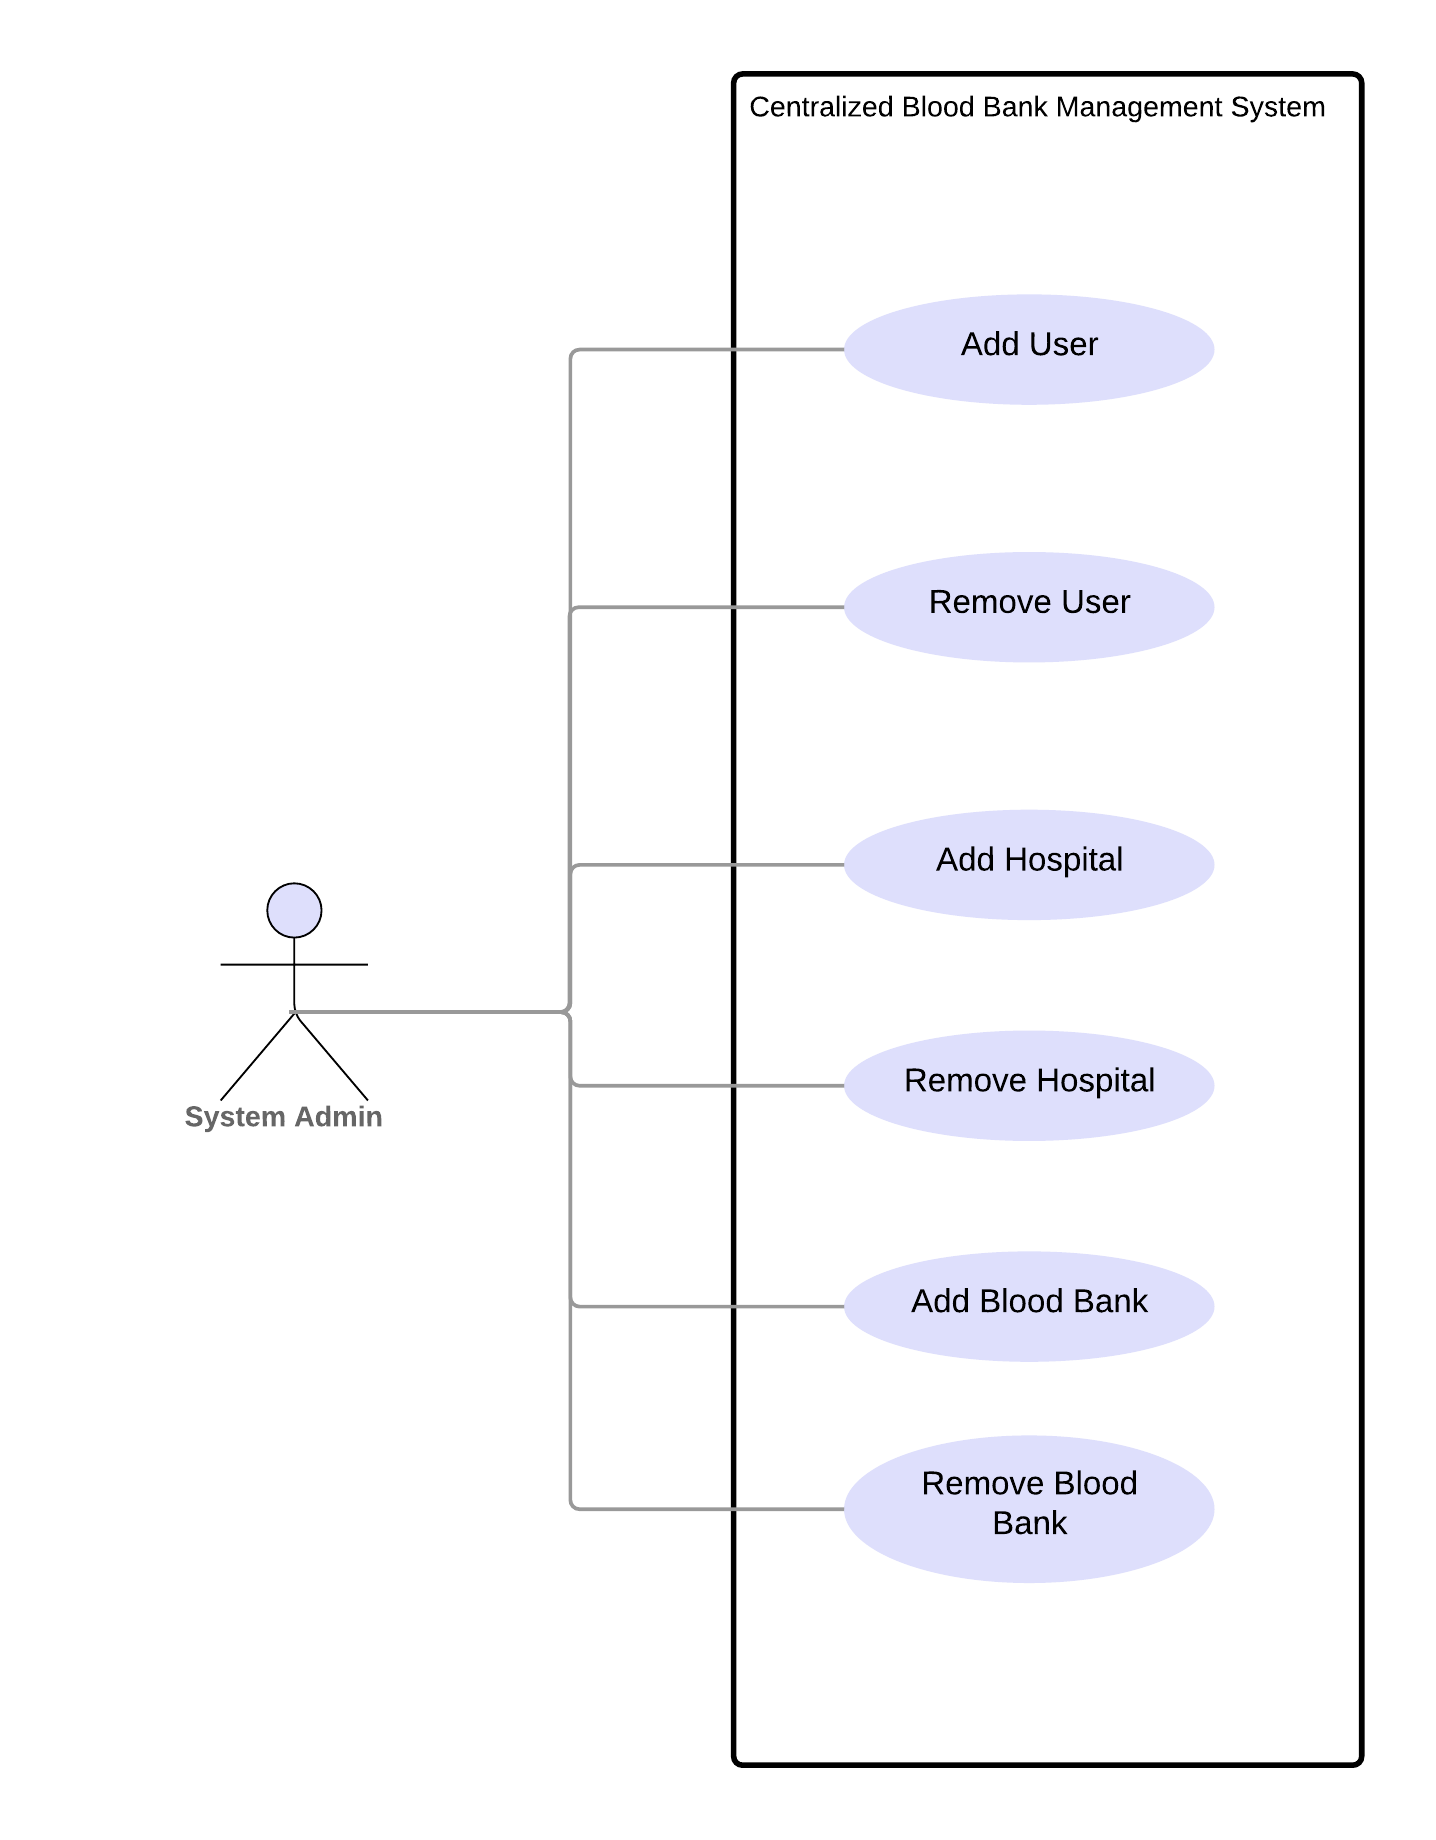 Centralized Blood Bank Management System
Add User
Remove User
Add Hospital
Remove Hospital
System Admin
Add Blood Bank
Remove Blood
Bank